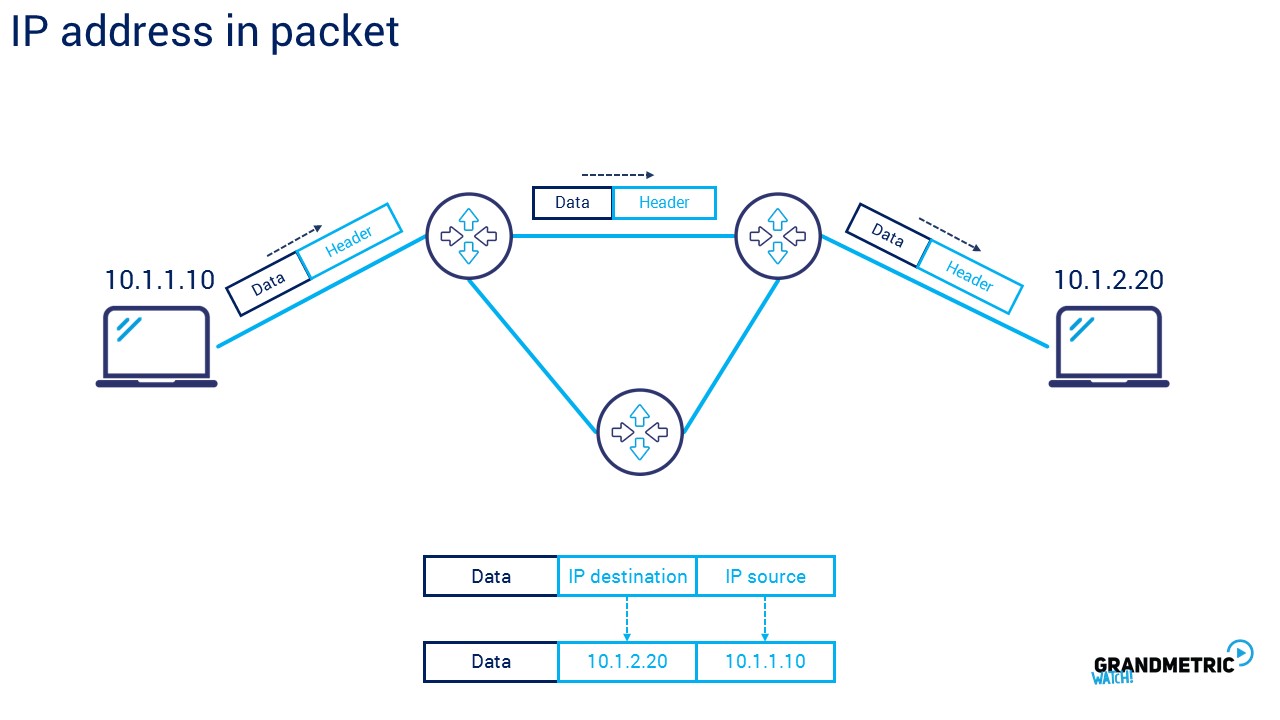 IP address in packet
Data Header
Data Header
Data Header
10.1.1.10
10.1.2.20
Data IP destination IP source
Data 10.1.2.20 10.1.1.10
GRANDMETRIC
WATCH!